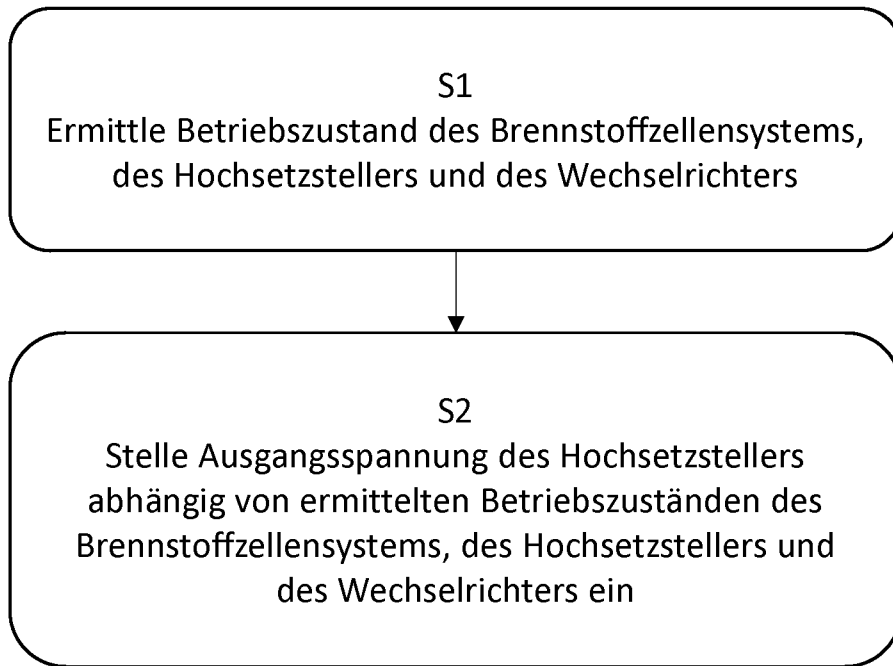 S1
Ermittle Betriebszustand des Brennstoffzellensystems,
des Hochsetzstellers und des Wechselrichters
S2
Stelle Ausgangsspannung des Hochsetzstellers
abhängig von ermittelten Betriebszuständen des
Brennstoffzellensystems, des Hochsetzstellers und
des Wechselrichters ein